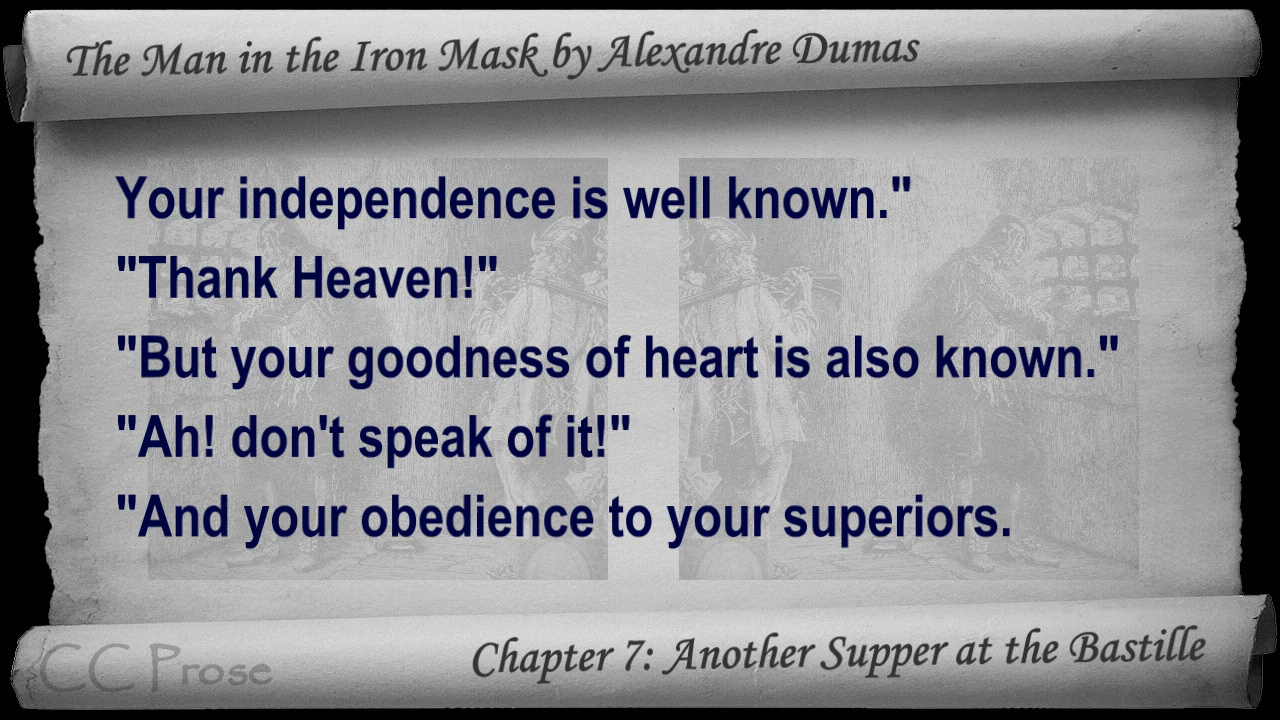 The Man in the Iron Mask by Alexandre Dumas
Your independence is well known."
"Thank Heaven!"
"But your goodness of heart is also known."
"Ah! don't speak of it!"
"And your obedience to your superiors.
CC Prose
Chapter 7: Another Supper at the Bastille